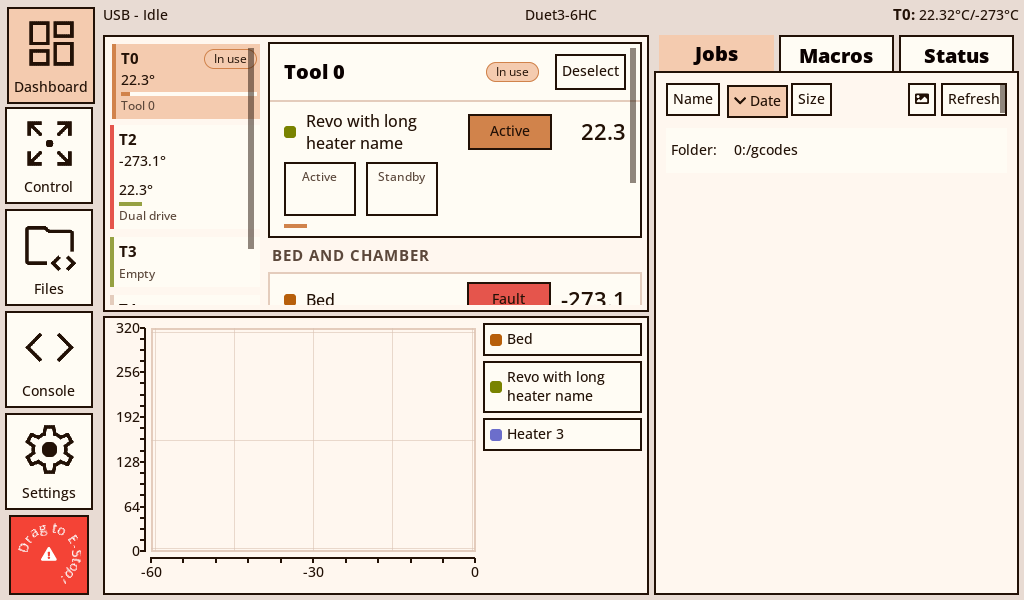 USB - Idle
Duet3-6HC
T0: 22.32°C/-273°C
Dashboard
Control
Files
Console
Settings
Drag to E-Stop!
T0
In use
22.3°
Tool 0
T2
-273.1°
22.3°
Dual drive
T3
Empty
Tool 0
In use
Deselect
Revo with long
heater name
Active
22.3
Active
Standby
BED AND CHAMBER
Bed
Fault
-273.1
320
256
192
128
64
0
-60
-30
0
Bed
Revo with long
heater name
Heater 3
Jobs
Macros
Status
Name
Date
Size
Refresh
Folder:
0:/gcodes